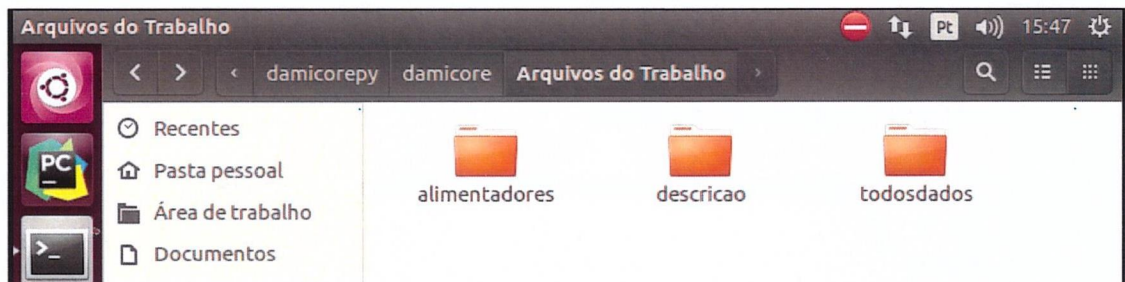 Arquivos do Trabalho
Pt 15:47
damicorepy damicore Arquivos do Trabalho
Recentes
Pasta pessoal
Área de trabalho
Documentos
PC
>_
alimentadores descricao todosdados